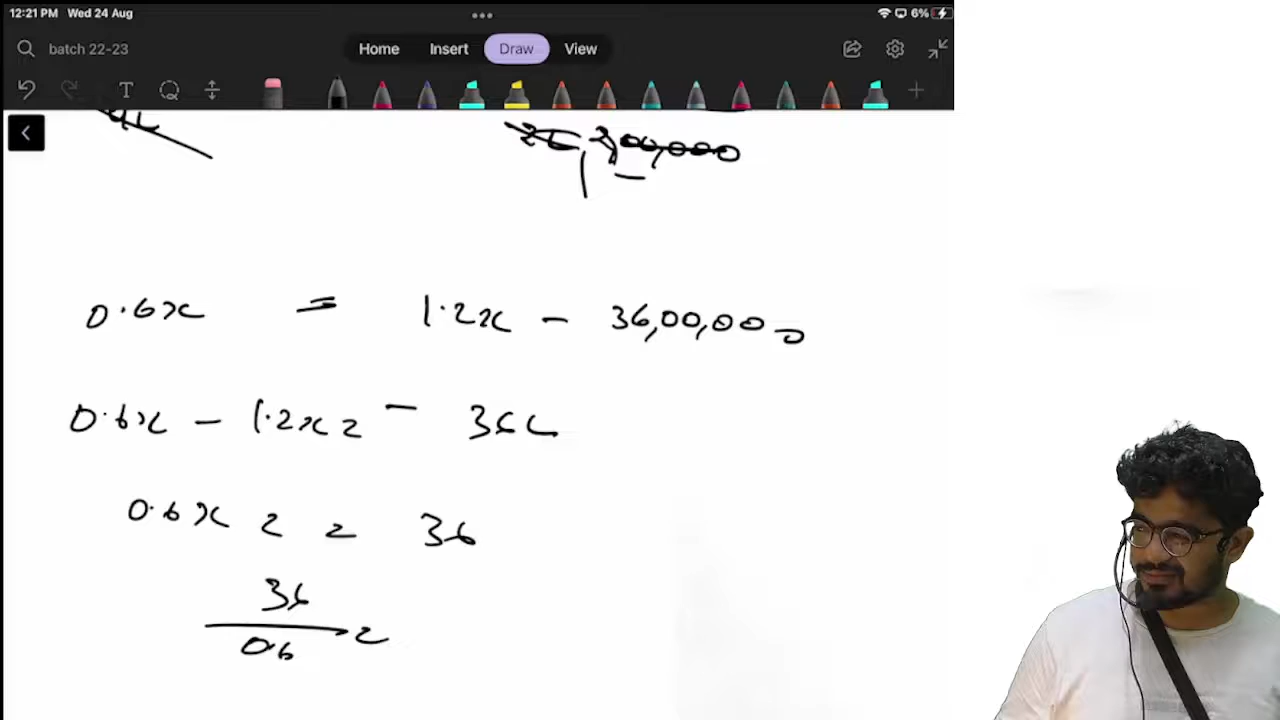 12:21 PM Wed 24 Aug 6%
batch 22-23 Home Insert Draw View
T
0.6x = 1.2x - 36,00,000
0.6x - 1.2x = - 36L
0.6x = = 36
36
0.6 =